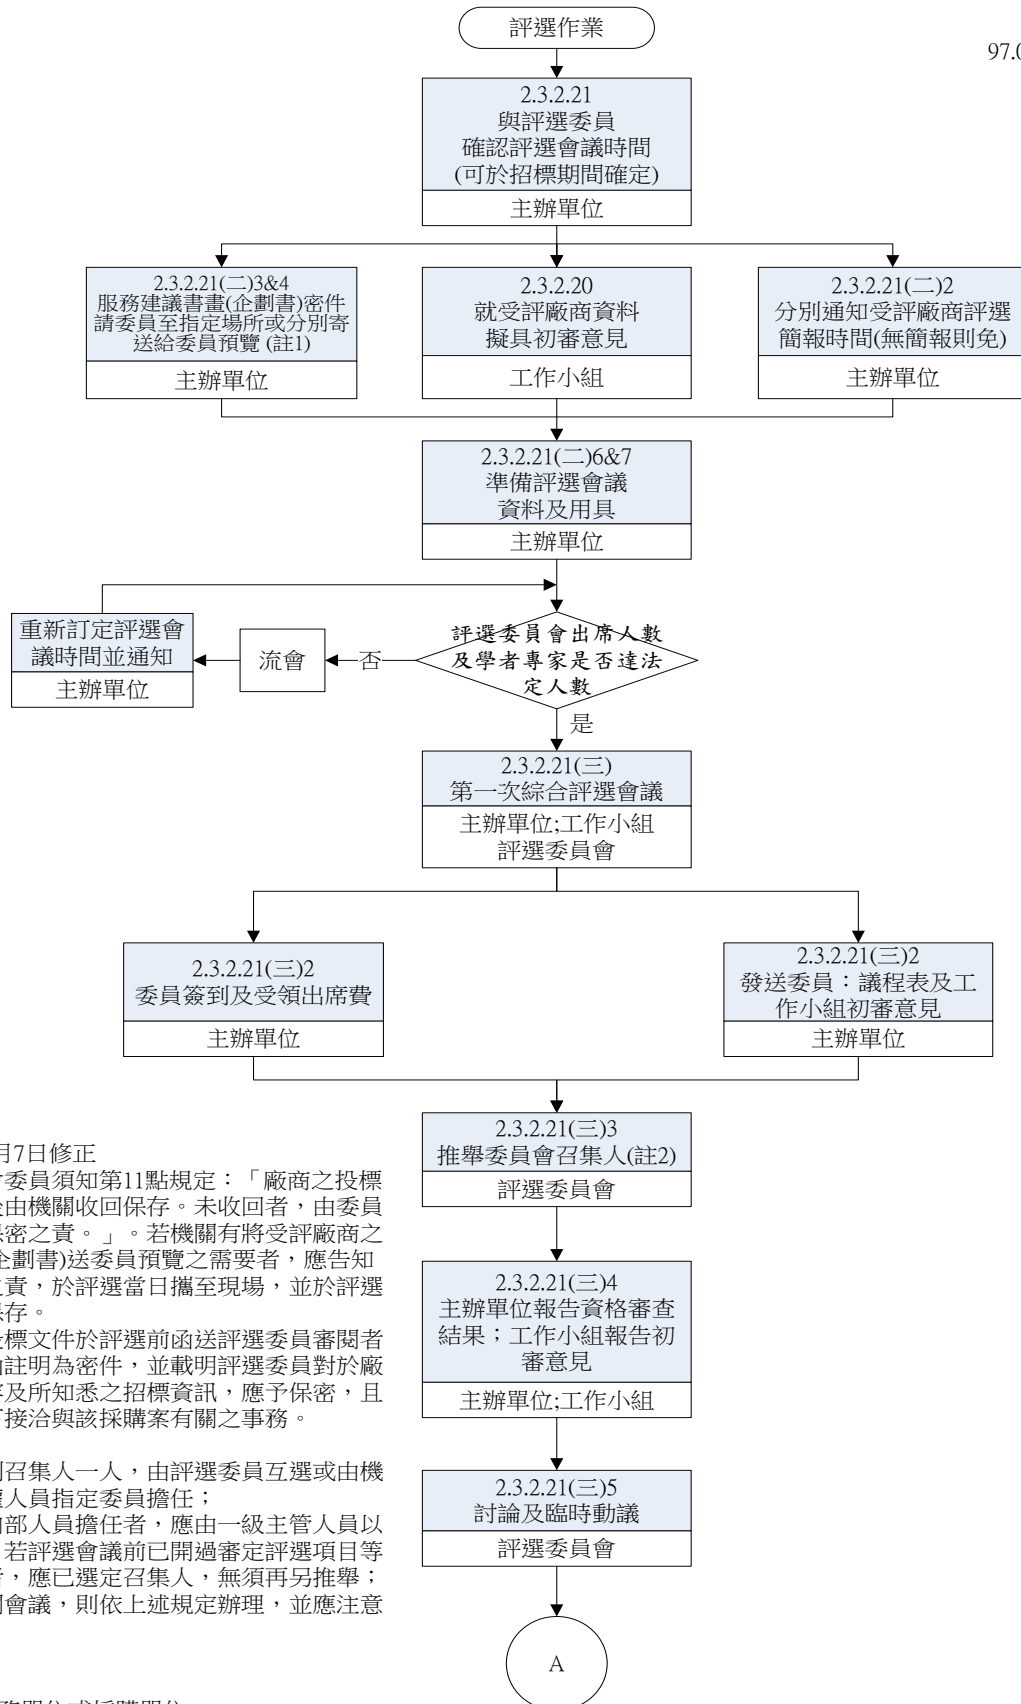 評選作業
97.0
2.3.2.21
與評選委員
確認評選會議時間
(可於招標期間確定)
主辦單位
2.3.2.21(二)3&4
服務建議書畫(企劃書)密件
請委員至指定場所或分別寄
送給委員預覽 (註1)
主辦單位
2.3.2.20
就受評廠商資料
擬具初審意見
工作小組
2.3.2.21(二)2
分別通知受評廠商評選
簡報時間(無簡報則免)
主辦單位
2.3.2.21(二)6&7
準備評選會議
資料及用具
主辦單位
評選委員會出席人數
及學者專家是否達法
定人數
否
流會
重新訂定評選會
議時間並通知
主辦單位
是
2.3.2.21(三)
第一次綜合評選會議
主辦單位;工作小組
評選委員會
2.3.2.21(三)2
委員簽到及受領出席費
主辦單位
2.3.2.21(三)2
發送委員：議程表及工
作小組初審意見
主辦單位
2.3.2.21(三)3
推舉委員會召集人(註2)
評選委員會
2.3.2.21(三)4
主辦單位報告資格審查
結果；工作小組報告初
審意見
主辦單位;工作小組
2.3.2.21(三)5
討論及臨時動議
評選委員會
A
月7日修正
委員須知第11點規定：「廠商之投標
由機關收回保存。未收回者，由委員
保密之責。」。若機關有將受評廠商之
企劃書)送委員預覽之需要者，應告知
之責，於評選當日攜至現場，並於評選
保存。
投標文件於評選前函送評選委員審閱者
註明為密件，並載明評選委員對於廠
及所知悉之招標資訊，應予保密，且
接洽與該採購案有關之事務。
召集人一人，由評選委員互選或由機
人員指定委員擔任；
內部人員擔任者，應由一級主管人員以
若評選會議前已開過審定評選項目等
，應已選定召集人，無須再另推舉；
會議，則依上述規定辦理，並應注意